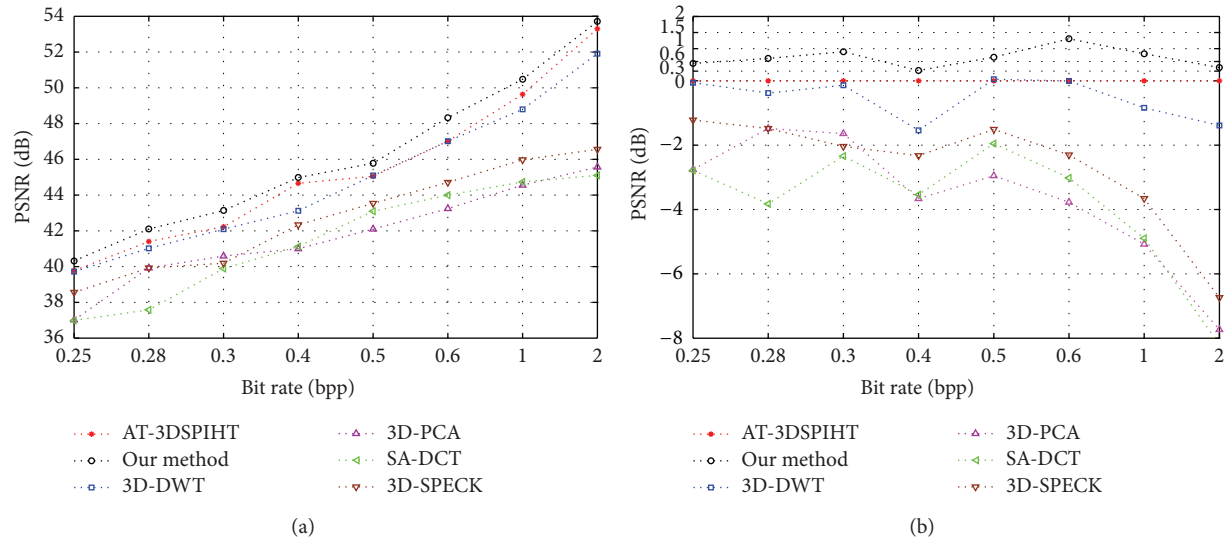 54
52
50
48
46
44
42
40
38
36
PSNR (dB)
0.25 0.28 0.3 0.4 0.5 0.6 1 2
Bit rate (bpp)
AT-3DSPIHT
Our method
3D-DWT
3D-PCA
SA-DCT
3D-SPECK
(a)
2
1.5
1
0.6
0.3
0
−2
−4
−6
−8
PSNR (dB)
0.25 0.28 0.3 0.4 0.5 0.6 1 2
Bit rate (bpp)
AT-3DSPIHT
Our method
3D-DWT
3D-PCA
SA-DCT
3D-SPECK
(b)